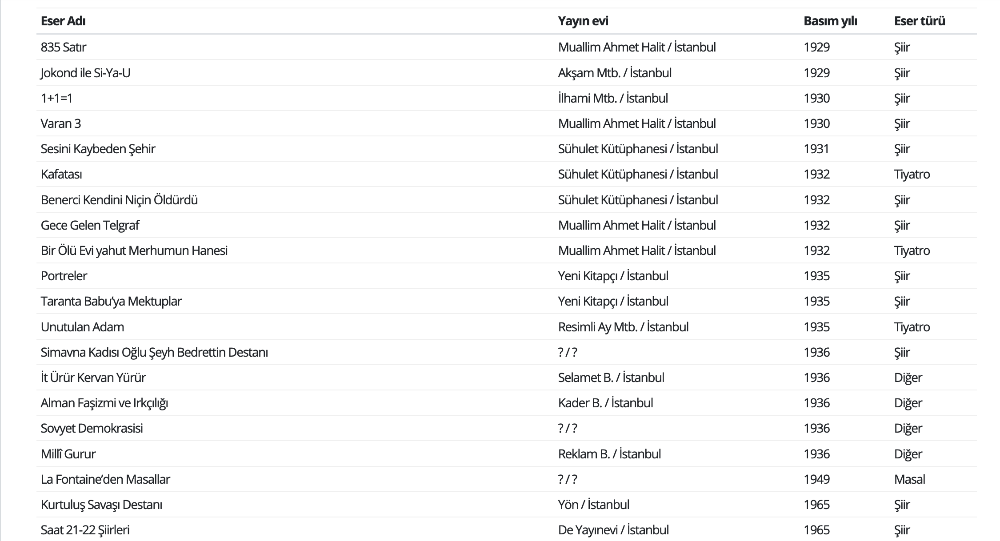 Eser Adı Yayın evi Basım yılı Eser türü
835 Satır Muallim Ahmet Halit / İstanbul 1929 Şiir
Jokond ile Si-Ya-U Akşam Mtb. / İstanbul 1929 Şiir
1+1=1 İlhami Mtb. / İstanbul 1930 Şiir
Varan 3 Muallim Ahmet Halit / İstanbul 1930 Şiir
Sesini Kaybeden Şehir Sühulet Kütüphanesi / İstanbul 1931 Şiir
Kafatası Sühulet Kütüphanesi / İstanbul 1932 Tiyatro
Benerci Kendini Niçin Öldürdü Sühulet Kütüphanesi / İstanbul 1932 Şiir
Gece Gelen Telgraf Muallim Ahmet Halit / İstanbul 1932 Şiir
Bir Ölü Evi yahut Merhumun Hanesi Muallim Ahmet Halit / İstanbul 1932 Tiyatro
Portreler Yeni Kitapçı / İstanbul 1935 Şiir
Taranta Babu’ya Mektuplar Yeni Kitapçı / İstanbul 1935 Şiir
Unutulan Adam Resimli Ay Mtb. / İstanbul 1935 Tiyatro
Simavna Kadısı Oğlu Şeyh Bedrettin Destanı ? / ? 1936 Şiir
İt Ürür Kervan Yürür Selamet B. / İstanbul 1936 Diğer
Alman Faşizmi ve Irkçılığı Kader B. / İstanbul 1936 Diğer
Sovyet Demokrasisi ? / ? 1936 Diğer
Millî Gurur Reklam B. / İstanbul 1936 Diğer
La Fontaine’den Masallar ? / ? 1949 Masal
Kurtuluş Savaşı Destanı Yön / İstanbul 1965 Şiir
Saat 21-22 Şiirleri De Yayınevi / İstanbul 1965 Şiir